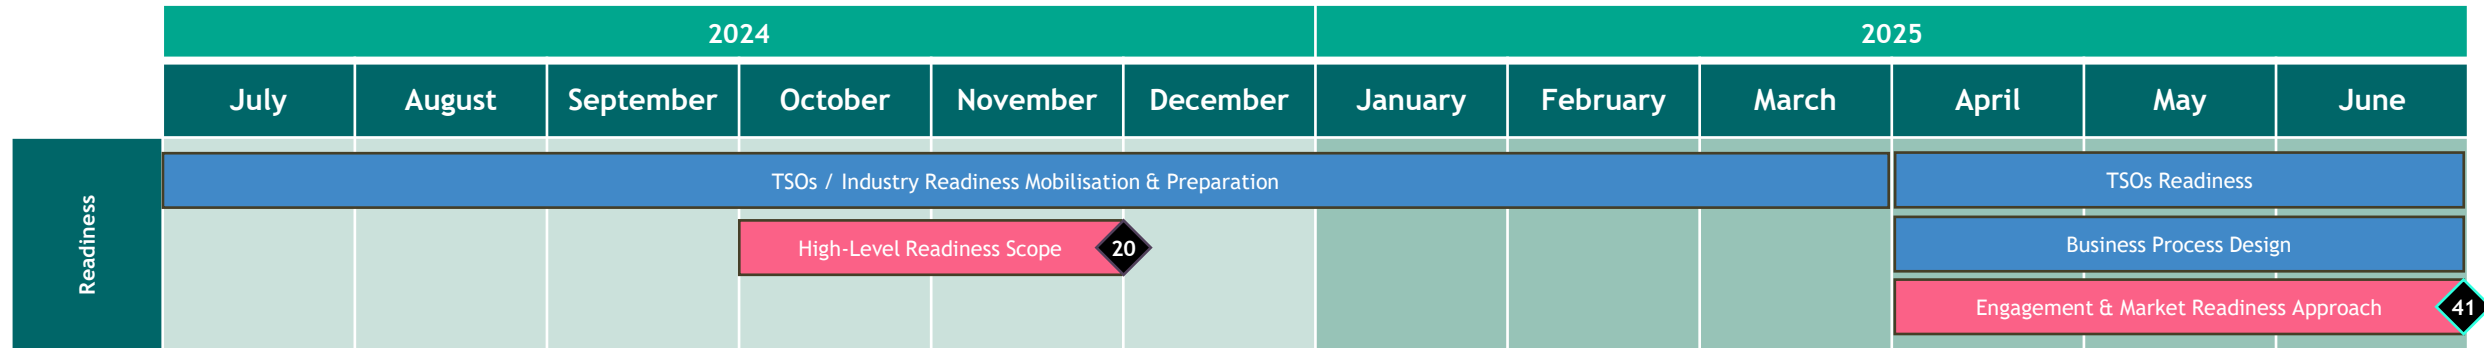 2024
2025
July
August
September
October
November
December
January
February
March
April
May
June
Readiness
TSOs / Industry Readiness Mobilisation & Preparation
TSOs Readiness
High-Level Readiness Scope
20
Business Process Design
Engagement & Market Readiness Approach
41